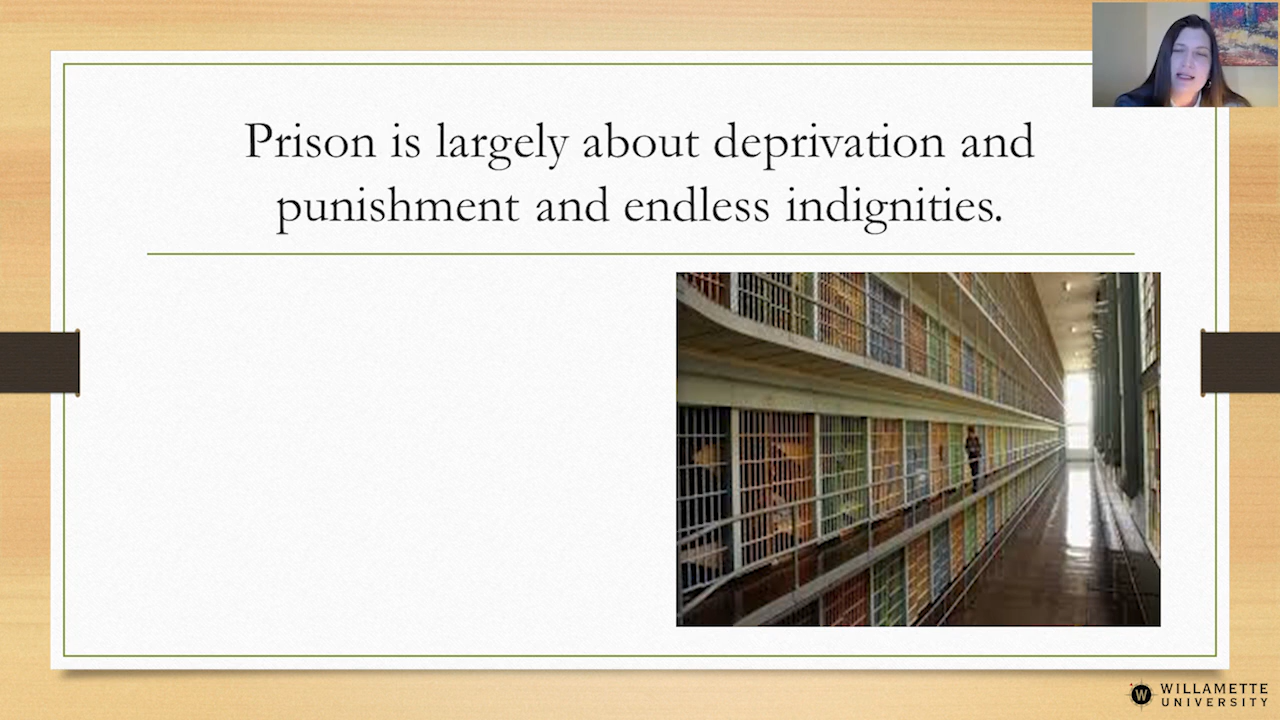 Prison is largely about deprivation and
punishment and endless indignities.
W
WILLAMETTE
UNIVERSITY